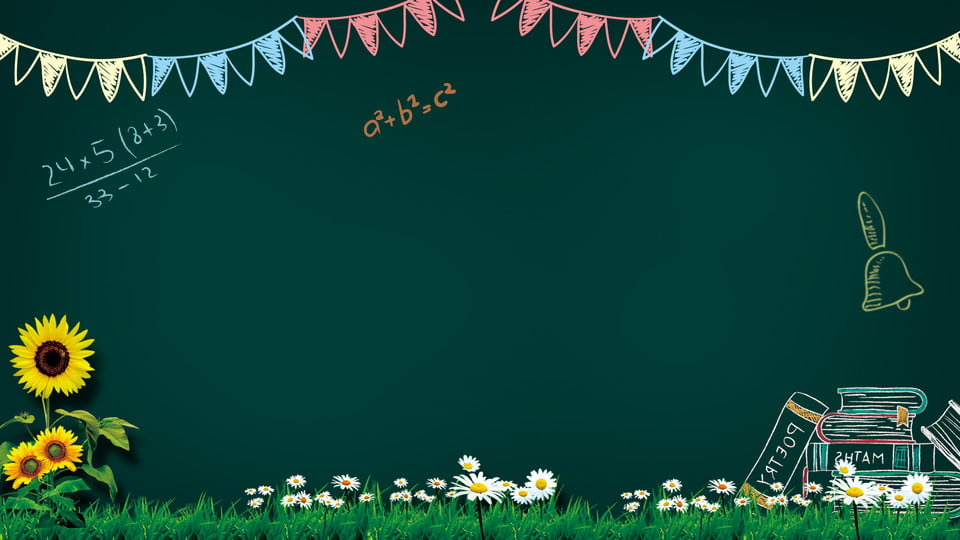 a²+b²=c²
24 × 5 (8+3)
33 - 12
POETRY
MATHS